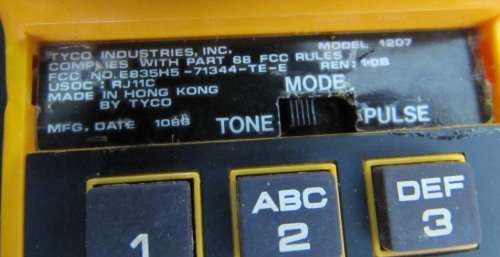 TYCO INDUSTRIES, INC. MODEL 1207
COMPLIES WITH PART 68 FCC RULES
FCC NO. E835H5-71344-TE-E REN: 1·0B
USOC: RJ11C
MADE IN HONG KONG
BY TYCO
MFG. DATE 1088
MODE
TONE PULSE
1
ABC
2
DEF
3